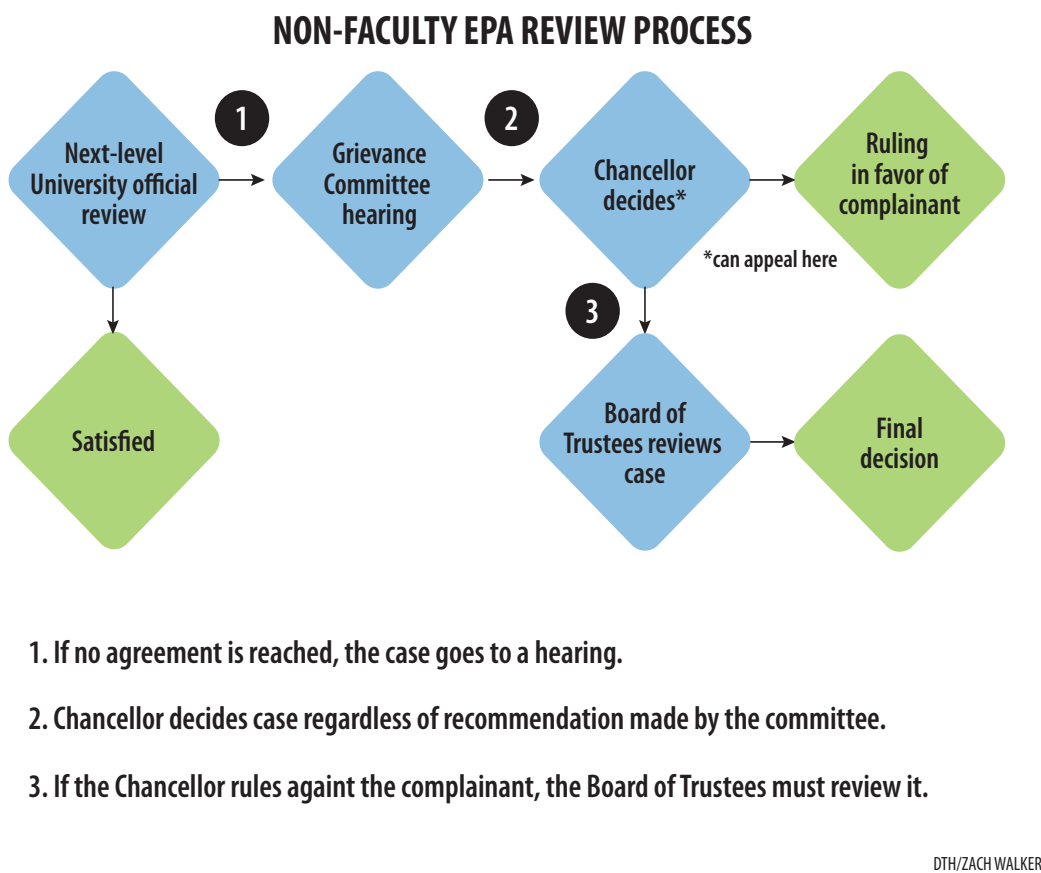 NON-FACULTY EPA REVIEW PROCESS
1
2
Next-level
University official
review
Grievance
Committee
hearing
Chancellor
decides*
Ruling
in favor of
complainant
*can appeal here
3
Satisfied
Board of
Trustees reviews
case
Final
decision
1. If no agreement is reached, the case goes to a hearing.
2. Chancellor decides case regardless of recommendation made by the committee.
3. If the Chancellor rules againt the complainant, the Board of Trustees must review it.
DTH/ZACH WALKER